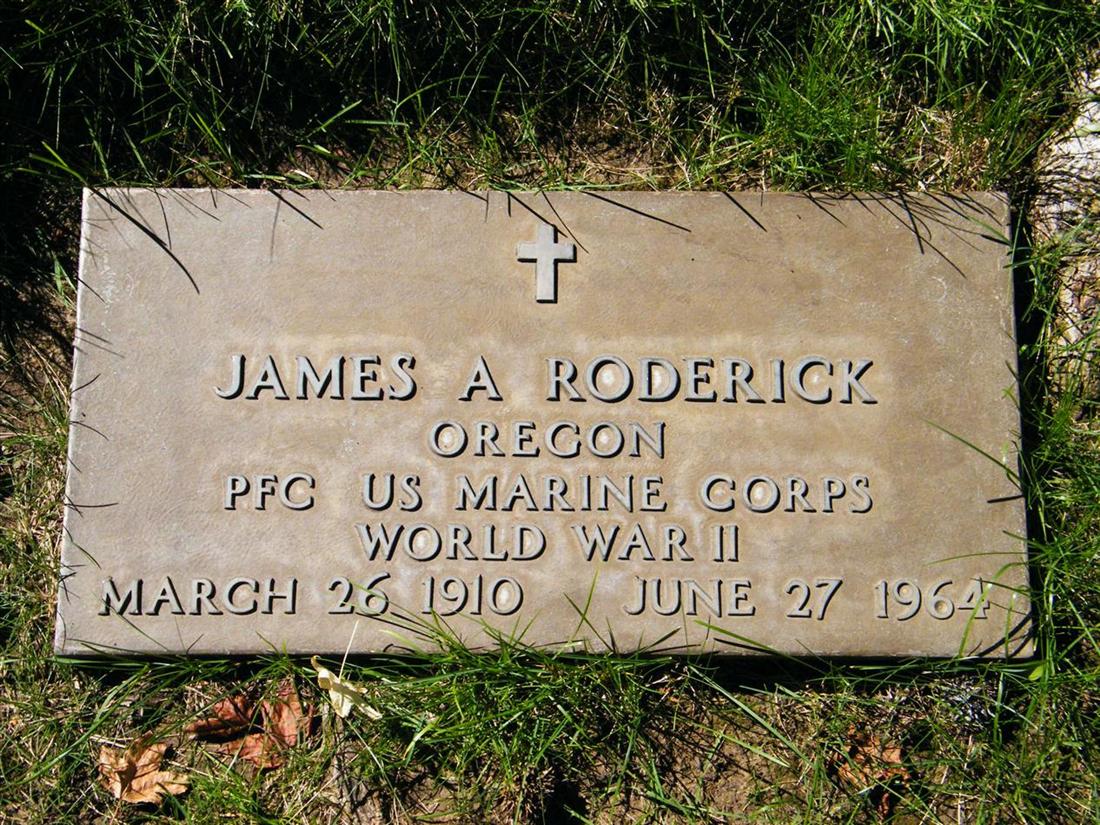 JAMES A RODERICK
OREGON
PFC US MARINE CORPS
WORLD WAR II
MARCH 26 1910 JUNE 27 1964